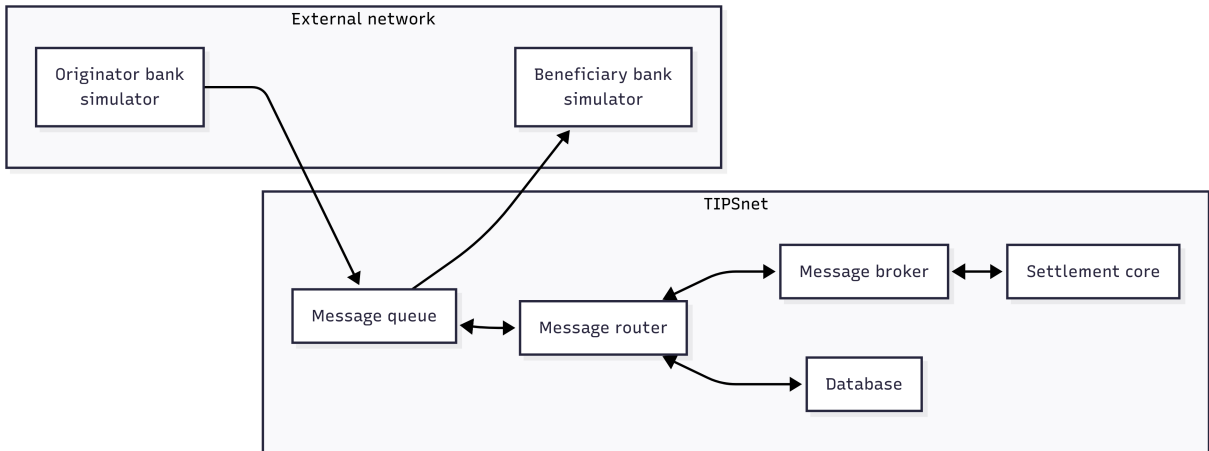 External network
Originator bank
simulator
Beneficiary bank
simulator
TIPSnet
Message queue
Message router
Message broker
Settlement core
Database